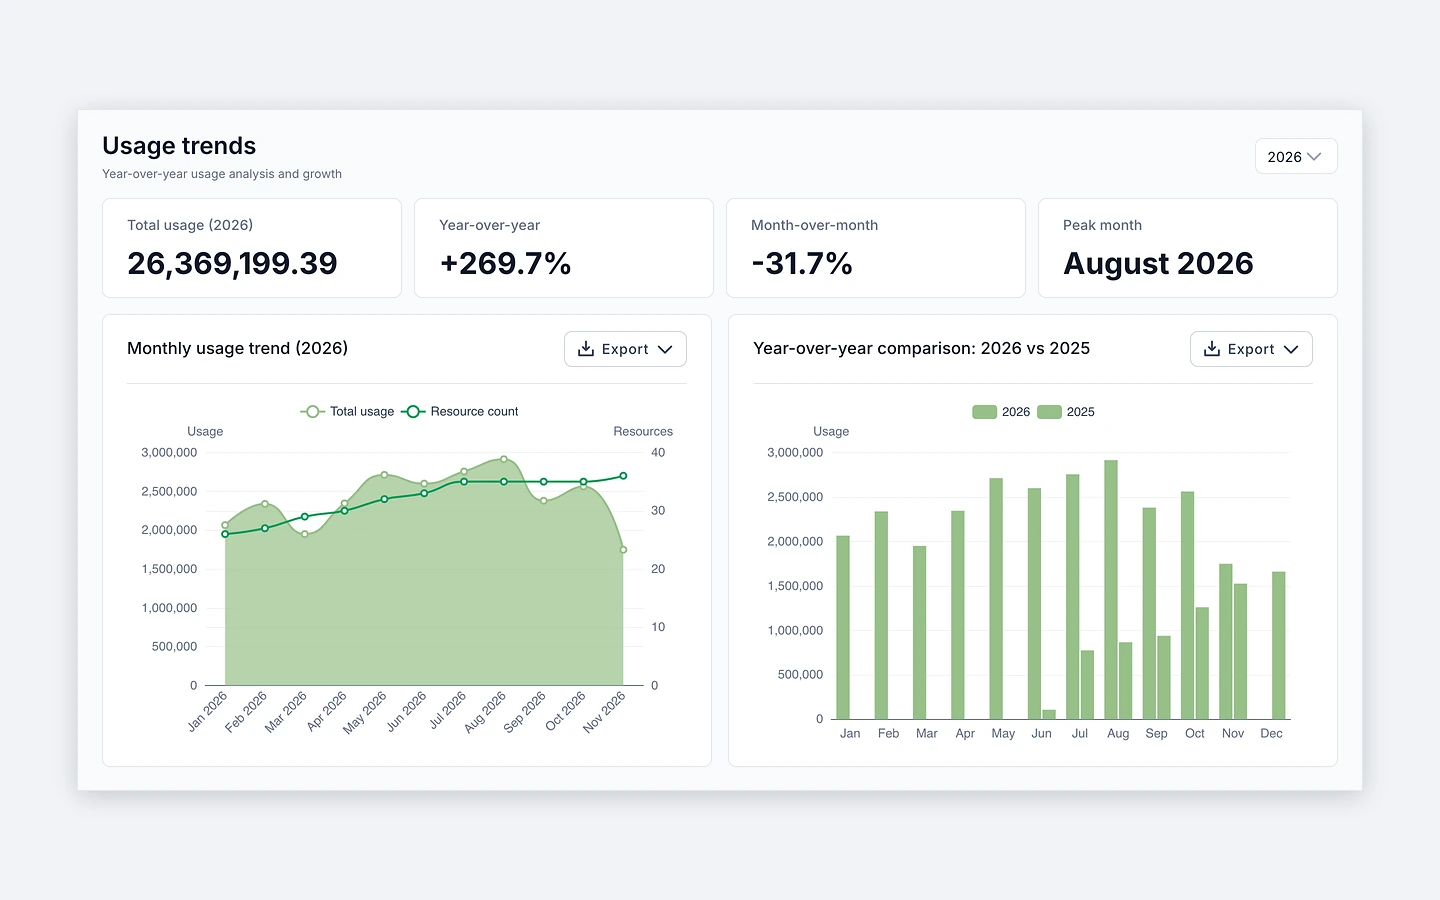 Usage trends
Year-over-year usage analysis and growth
2026
Total usage (2026)
26,369,199.39
Year-over-year
+269.7%
Month-over-month
-31.7%
Peak month
August 2026
Monthly usage trend (2026)
Export
Total usage
Resource count
Usage
Resources
3,000,000
2,500,000
2,000,000
1,500,000
1,000,000
500,000
0
40
30
20
10
0
Jan 2026
Feb 2026
Mar 2026
Apr 2026
May 2026
Jun 2026
Jul 2026
Aug 2026
Sep 2026
Oct 2026
Nov 2026
Year-over-year comparison: 2026 vs 2025
Export
2026
2025
Usage
3,000,000
2,500,000
2,000,000
1,500,000
1,000,000
500,000
0
Jan
Feb
Mar
Apr
May
Jun
Jul
Aug
Sep
Oct
Nov
Dec